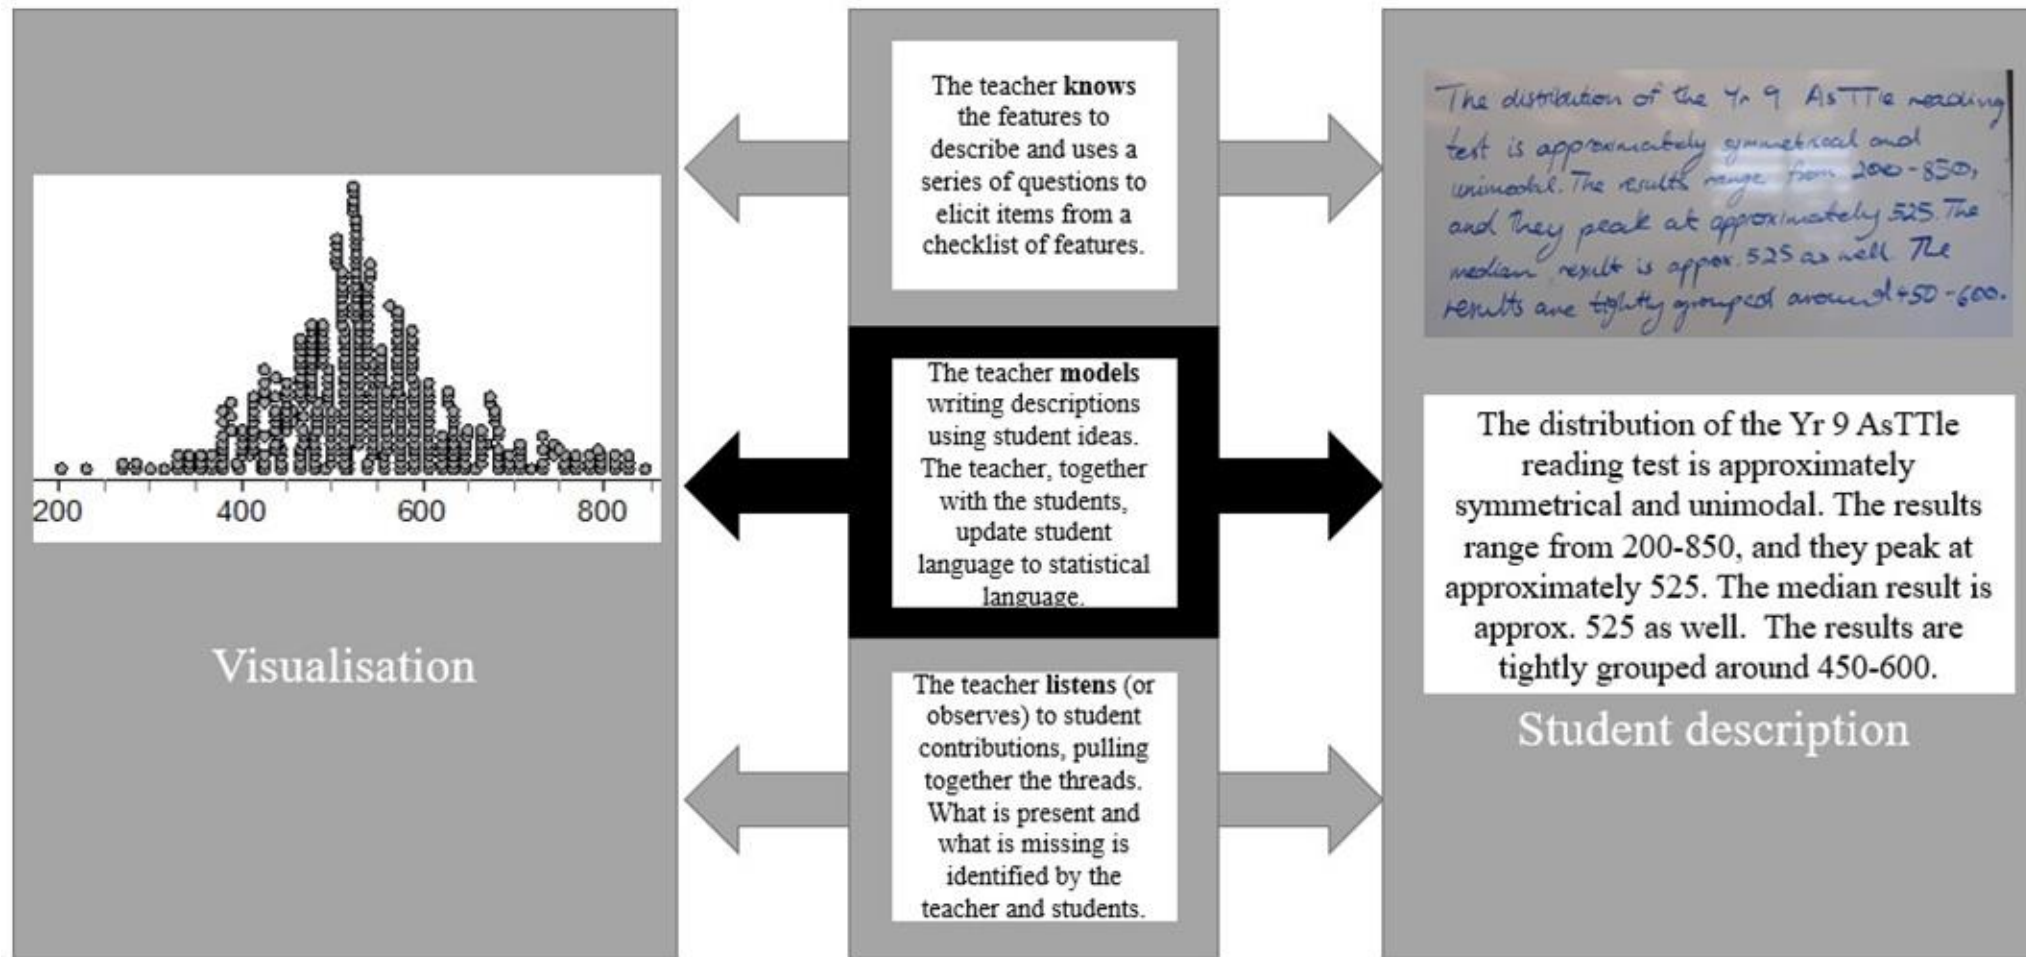 200 400 600 800
Visualisation
The teacher knows
the features to
describe and uses a
series of questions to
elicit items from a
checklist of features.
The teacher models
writing descriptions
using student ideas.
The teacher, together
with the students,
update student
language to statistical
language.
The teacher listens (or
observes) to student
contributions, pulling
together the threads.
What is present and
what is missing is
identified by the
teacher and students.
The distribution of the Yr 9 AsTTle reading
test is approximately symmetrical and
unimodal. The results range from 200-850,
and they peak at approximately 525. The
median result is approx. 525 as well. The
results are tightly grouped around 450-600.
The distribution of the Yr 9 AsTTle
reading test is approximately
symmetrical and unimodal. The results
range from 200-850, and they peak at
approximately 525. The median result is
approx. 525 as well. The results are
tightly grouped around 450-600.
Student description